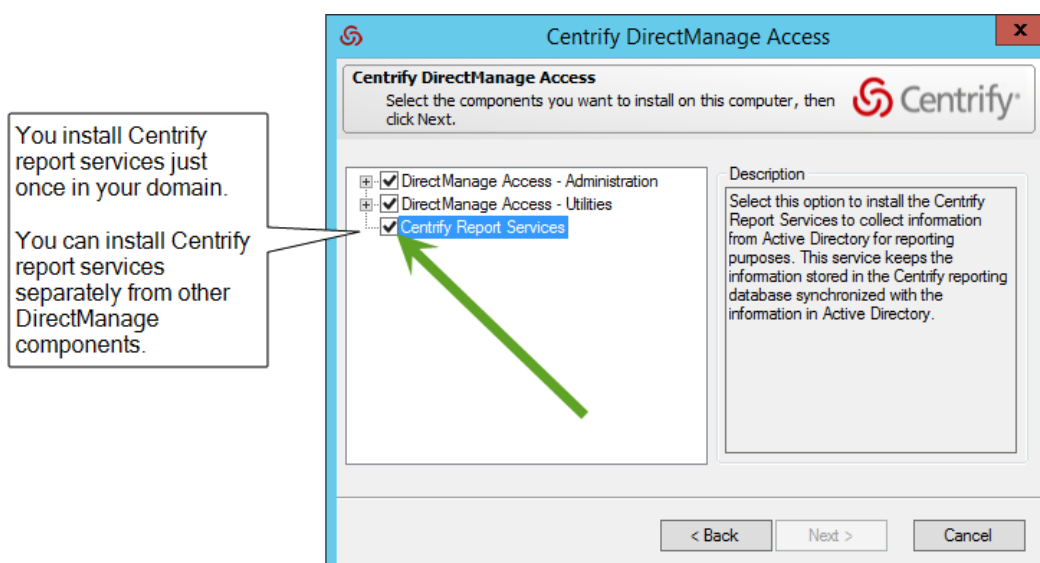 Centrify DirectManage Access
x
Centrify DirectManage Access
Select the components you want to install on this computer, then
click Next.
Centrify
You install Centrify
report services just
once in your domain.
You can install Centrify
report services
separately from other
DirectManage
components.
DirectManage Access - Administration
DirectManage Access - Utilities
Centrify Report Services
Description
Select this option to install the Centrify
Report Services to collect information
from Active Directory for reporting
purposes. This service keeps the
information stored in the Centrify reporting
database synchronized with the
information in Active Directory.
< Back
Next >
Cancel